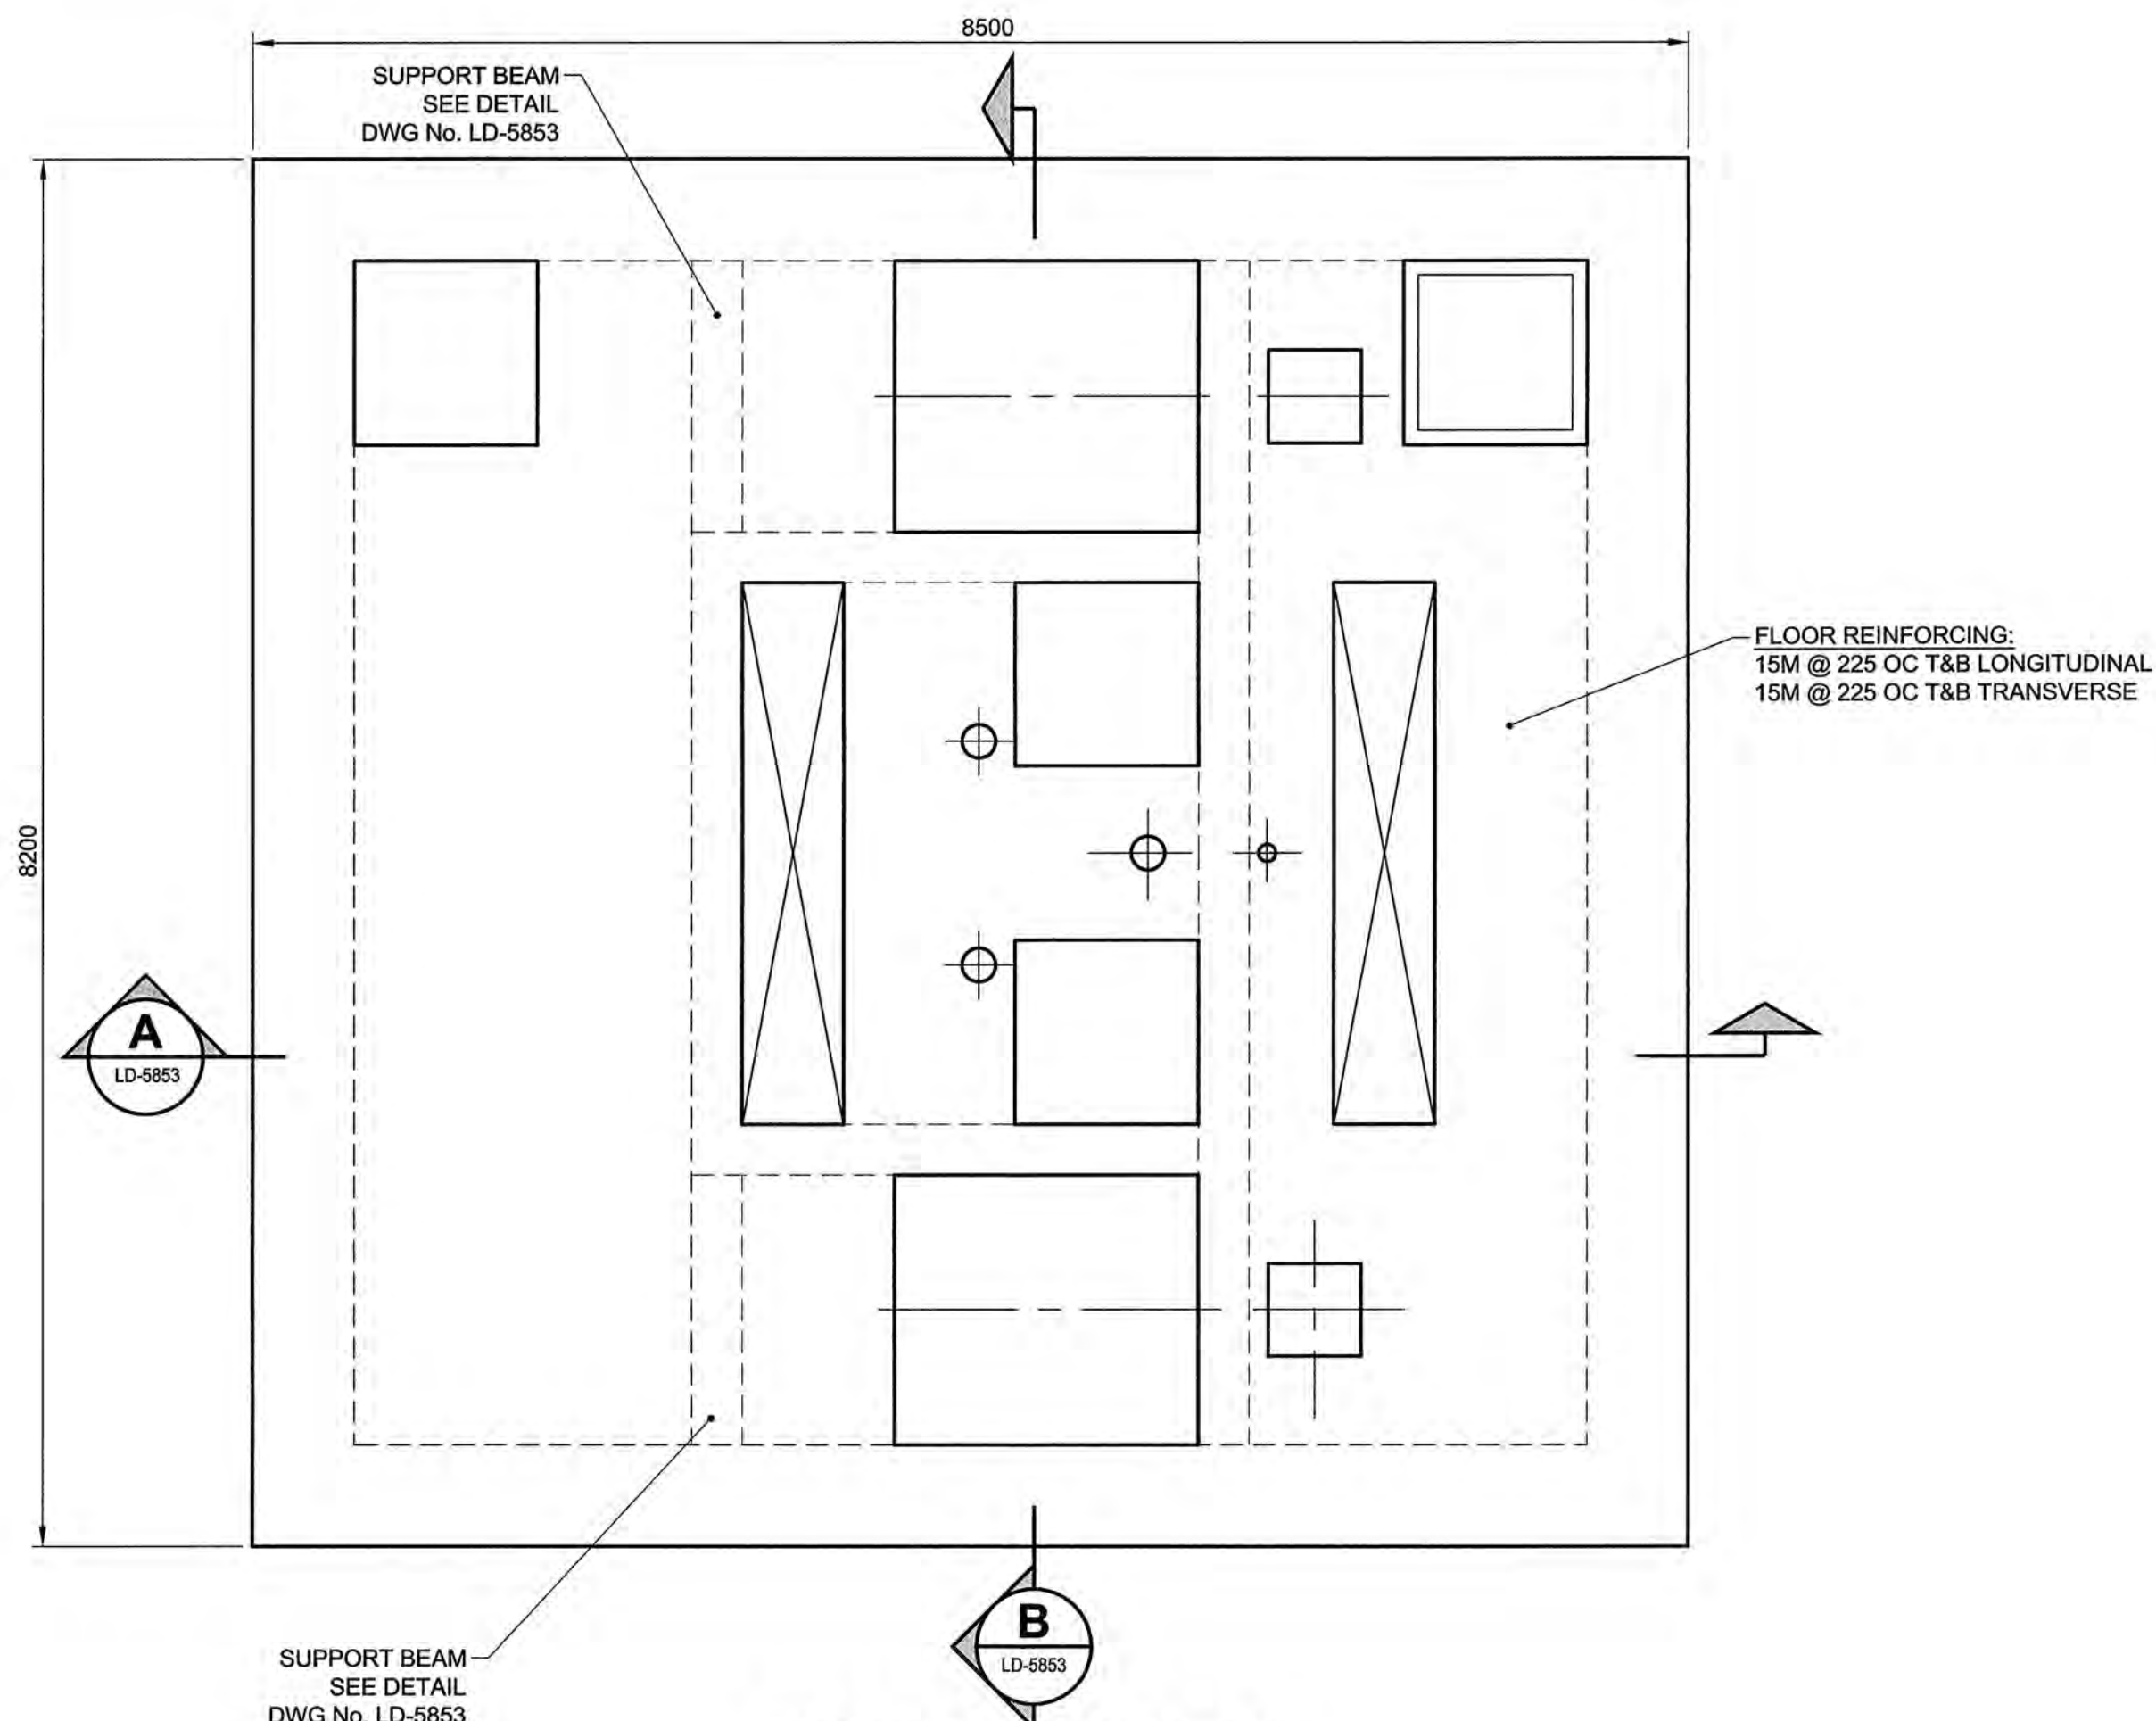 8500
SUPPORT BEAM
SEE DETAIL
DWG No. LD-5853
FLOOR REINFORCING:
15M @ 225 OC T&B LONGITUDINAL
15M @ 225 OC T&B TRANSVERSE
8200
A
LD-5853
B
LD-5853
SUPPORT BEAM
SEE DETAIL
DWG No. LD-5853